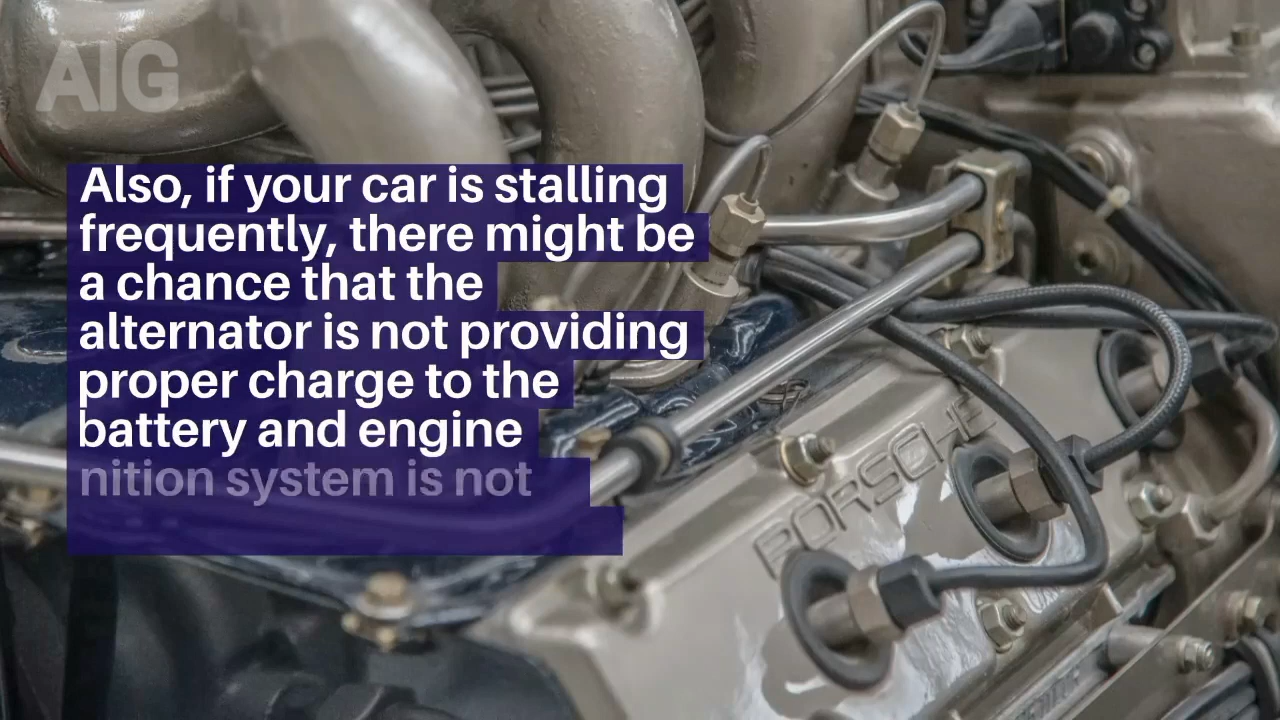 AIG
Also, if your car is stalling
frequently, there might be
a chance that the
alternator is not providing
proper charge to the
battery and engine
nition system is not
PORSCHE